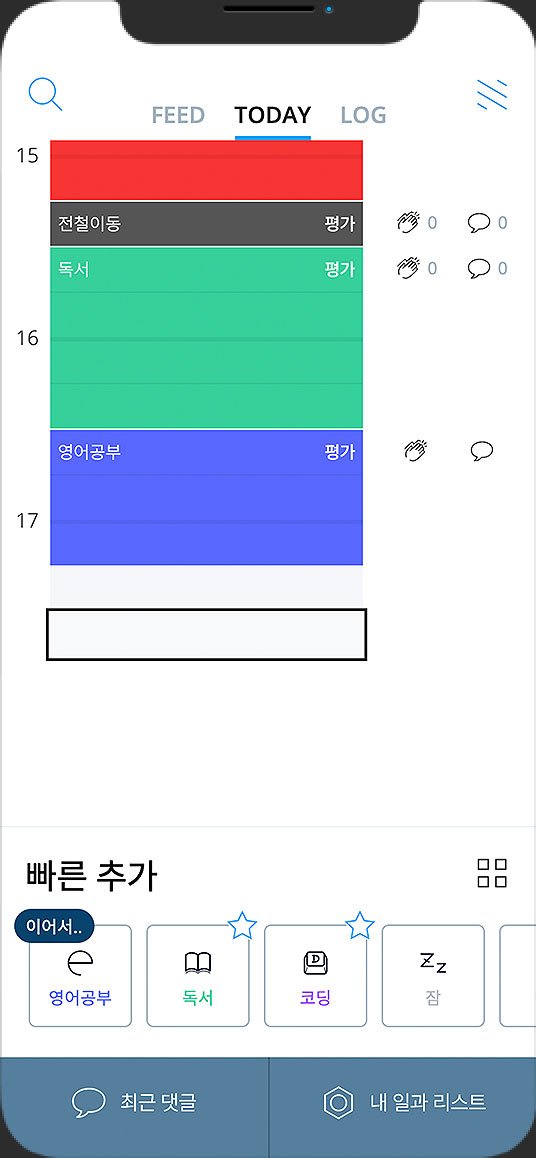 FEED TODAY LOG
15
전철이동 평가 0 0
독서 평가 0 0
16
영어공부 평가
17
빠른 추가
이어서..
영어공부 독서 코딩 잠
최근 댓글 내 일과 리스트